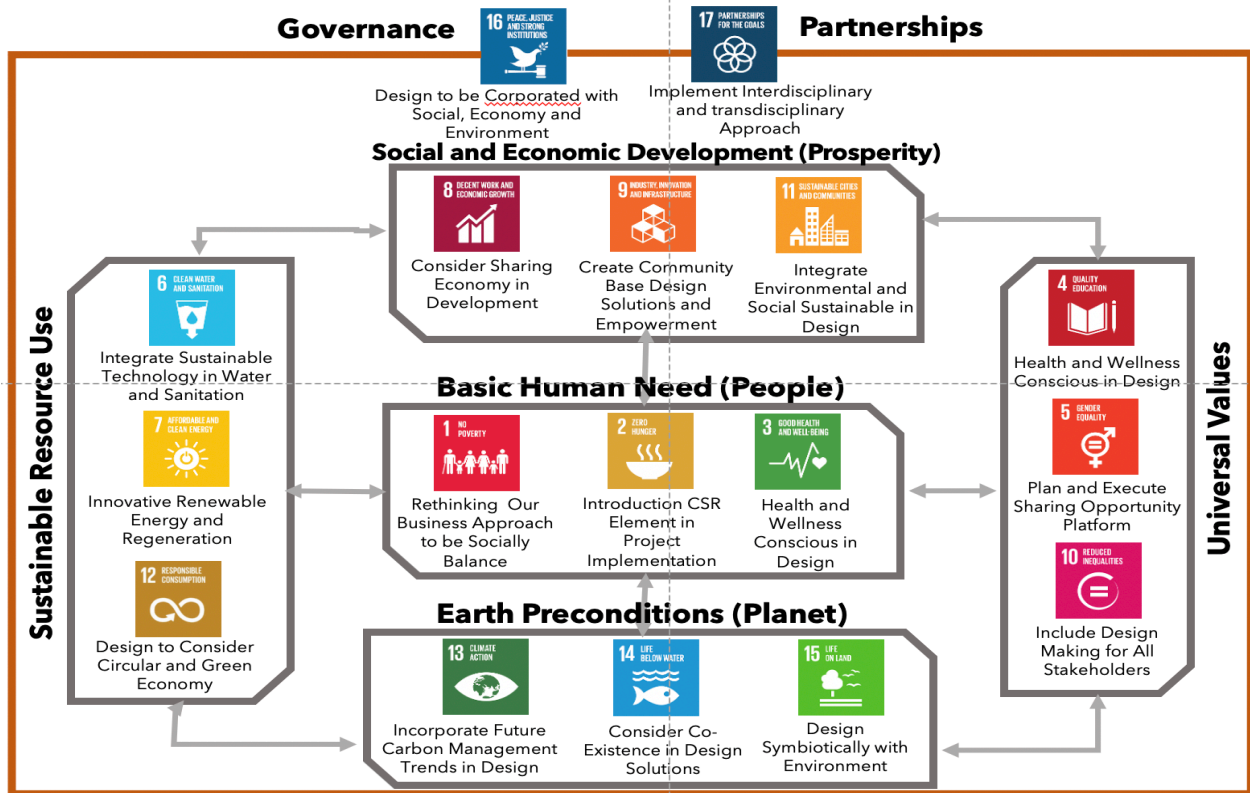 Governance
16 PEACE, JUSTICE
AND STRONG
INSTITUTIONS
17 PARTNERSHIPS
FOR THE GOALS
Partnerships
Design to be Corporated with
Social, Economy and
Environment
Implement Interdisciplinary
and transdisciplinary
Approach
Social and Economic Development (Prosperity)
8 DECENT WORK AND
ECONOMIC GROWTH
Consider Sharing
Economy in
Development
9 INDUSTRY, INNOVATION
AND INFRASTRUCTURE
Create Community
Base Design
Solutions and
Empowerment
11 SUSTAINABLE CITIES
AND COMMUNITIES
Integrate
Environmental and
Social Sustainable in
Design
Sustainable Resource Use
6 CLEAN WATER
AND SANITATION
Integrate Sustainable
Technology in Water
and Sanitation
7 AFFORDABLE AND
CLEAN ENERGY
Innovative Renewable
Energy and
Regeneration
12 RESPONSIBLE
CONSUMPTION
Design to Consider
Circular and Green
Economy
Basic Human Need (People)
1 NO
POVERTY
Rethinking Our
Business Approach
to be Socially
Balance
2 ZERO
HUNGER
Introduction CSR
Element in
Project
Implementation
3 GOOD HEALTH
AND WELL-BEING
Health and
Wellness
Conscious in
Design
4 QUALITY
EDUCATION
Health and Wellness
Conscious in Design
5 GENDER
EQUALITY
Plan and Execute
Sharing Opportunity
Platform
10 REDUCED
INEQUALITIES
Include Design
Making for All
Stakeholders
Universal Values
Earth Preconditions (Planet)
13 CLIMATE
ACTION
Incorporate Future
Carbon Management
Trends in Design
14 LIFE
BELOW WATER
Consider Co-
Existence in Design
Solutions
15 LIFE
ON LAND
Design
Symbiotically with
Environment